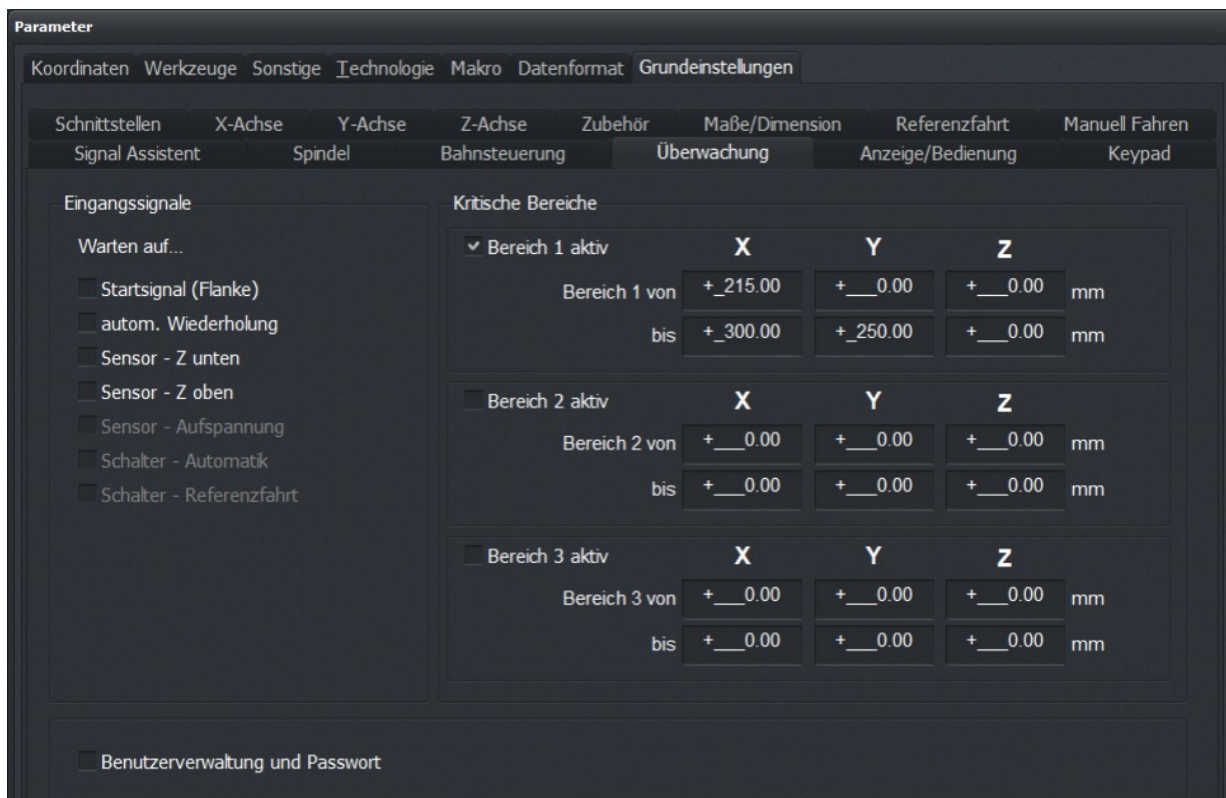 Parameter
Koordinaten Werkzeuge Sonstige Technologie Makro Datenformat Grundeinstellungen
Schnittstellen X-Achse Y-Achse Z-Achse Zubehör Maße/Dimension Referenzfahrt Manuell Fahren
Signal Assistent Spindel Bahnsteuerung Überwachung Anzeige/Bedienung Keypad
Eingangssignale
Warten auf...
Startsignal (Flanke)
autom. Wiederholung
Sensor - Z unten
Sensor - Z oben
Sensor - Aufspannung
Schalter - Automatik
Schalter - Referenzfahrt
Kritische Bereiche
Bereich 1 aktiv X Y Z
Bereich 1 von +_215.00 +___0.00 +___0.00 mm
bis +_300.00 +_250.00 +___0.00 mm
Bereich 2 aktiv X Y Z
Bereich 2 von +___0.00 +___0.00 +___0.00 mm
bis +___0.00 +___0.00 +___0.00 mm
Bereich 3 aktiv X Y Z
Bereich 3 von +___0.00 +___0.00 +___0.00 mm
bis +___0.00 +___0.00 +___0.00 mm
Benutzerverwaltung und Passwort